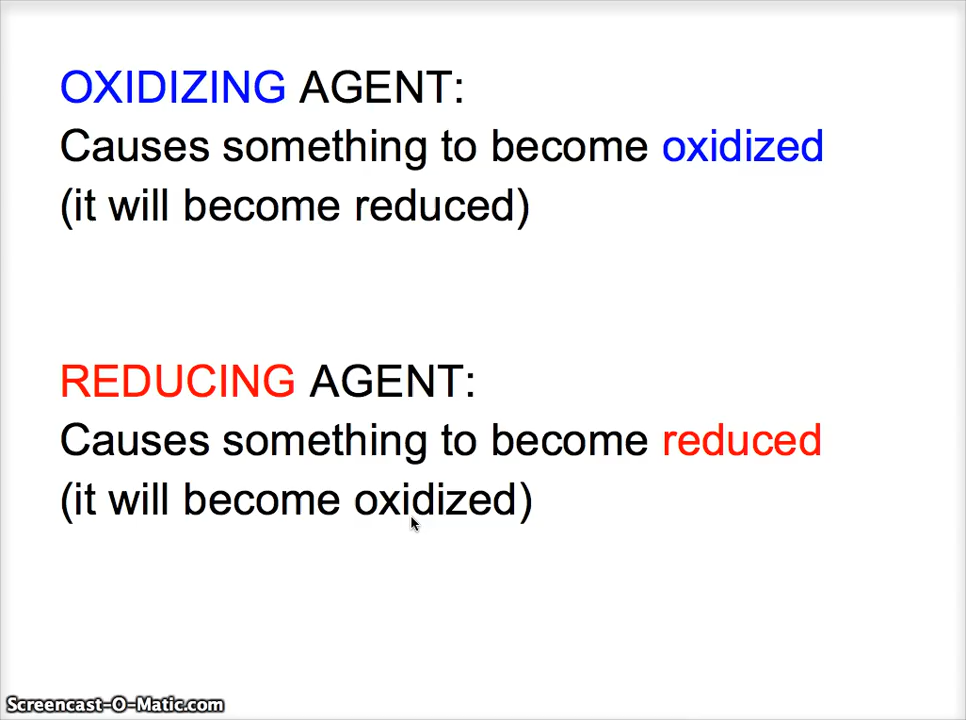 OXIDIZING AGENT:
Causes something to become oxidized
(it will become reduced)
REDUCING AGENT:
Causes something to become reduced
(it will become oxidized)
Screencast-O-Matic.com